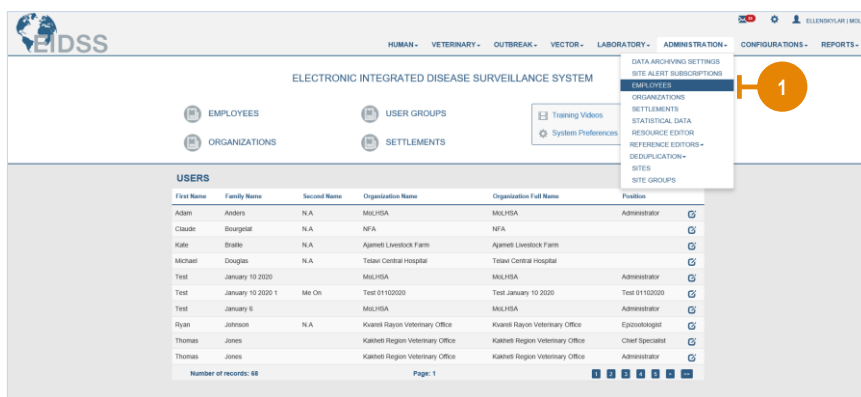 ELLENSKYLAR | MOL
EIDSS
HUMAN VETERINARY OUTBREAK VECTOR LABORATORY ADMINISTRATION CONFIGURATIONS REPORTS
DATA ARCHIVING SETTINGS
SITE ALERT SUBSCRIPTIONS
EMPLOYEES
ORGANIZATIONS
SETTLEMENTS
STATISTICAL DATA
RESOURCE EDITOR
REFERENCE EDITORS
DEDUPLICATION
SITES
SITE GROUPS
1
ELECTRONIC INTEGRATED DISEASE SURVEILLANCE SYSTEM
EMPLOYEES USER GROUPS Training Videos
System Preferences
ORGANIZATIONS SETTLEMENTS
USERS
First Name Family Name Second Name Organization Name Organization Full Name Position
Adam Anders N.A MoLHSA MoLHSA Administrator
Claude Bourgelat N.A NFA NFA
Kate Braille N.A Ajameti Livestock Farm Ajameti Livestock Farm
Michael Douglas N.A Telavi Central Hospital Telavi Central Hospital
Test January 10 2020 MoLHSA MoLHSA Administrator
Test January 10 2020 1 Me On Test 01102020 Test January 10 2020 Test 01102020
Test January 6 MoLHSA MoLHSA Administrator
Ryan Johnson N.A Kvareli Rayon Veterinary Office Kvareli Rayon Veterinary Office Epizootologist
Thomas Jones Kakheti Region Veterinary Office Kakheti Region Veterinary Office Chief Specialist
Thomas Jones Kakheti Region Veterinary Office Kakheti Region Veterinary Office Administrator
Number of records: 68 Page: 1 1 2 3 4 5 > >>